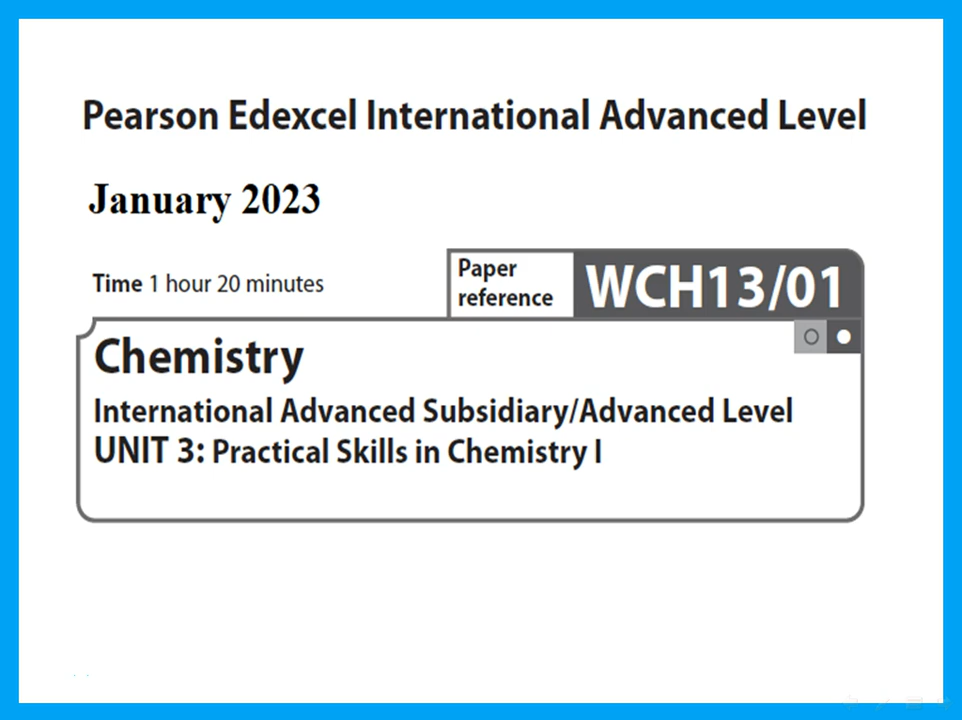 Pearson Edexcel International Advanced Level
January 2023
Time 1 hour 20 minutes
Paper
reference
WCH13/01
Chemistry
International Advanced Subsidiary/Advanced Level
UNIT 3: Practical Skills in Chemistry I